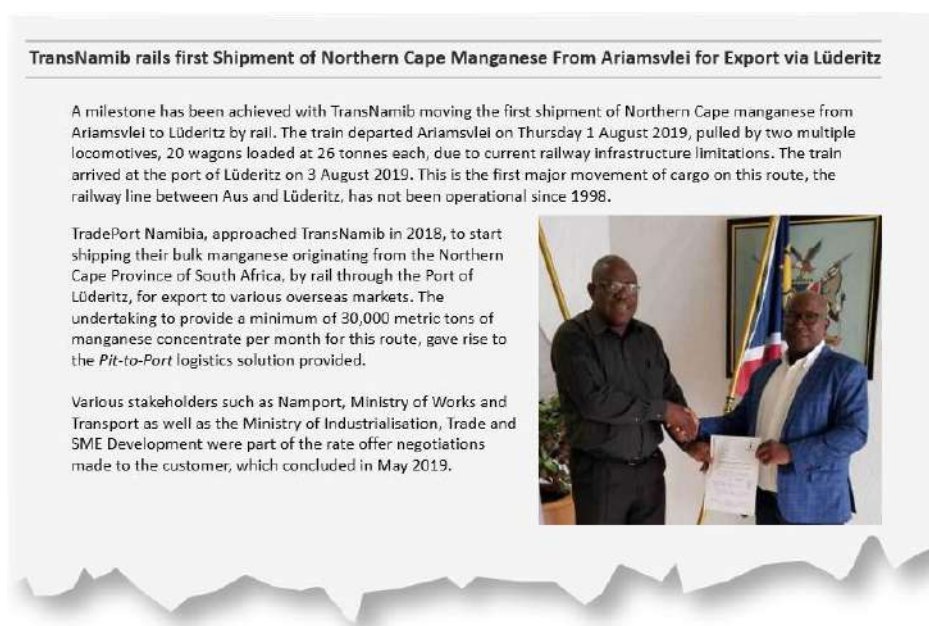 TransNamib rails first Shipment of Northern Cape Manganese From Ariamsvlei for Export via Lüderitz
A milestone has been achieved with TransNamib moving the first shipment of Northern Cape manganese from
Ariamsvlei to Lüderitz by rail. The train departed Ariamsvlei on Thursday 1 August 2019, pulled by two multiple
locomotives, 20 wagons loaded at 26 tonnes each, due to current railway infrastructure limitations. The train
arrived at the port of Lüderitz on 3 August 2019. This is the first major movement of cargo on this route, the
railway line between Aus and Lüderitz, has not been operational since 1998.
TradePort Namibia, approached TransNamib in 2018, to start
shipping their bulk manganese originating from the Northern
Cape Province of South Africa, by rail through the Port of
Lüderitz, for export to various overseas markets. The
undertaking to provide a minimum of 30,000 metric tons of
manganese concentrate per month for this route, gave rise to
the Pit-to-Port logistics solution provided.
Various stakeholders such as Namport, Ministry of Works and
Transport as well as the Ministry of Industrialisation, Trade and
SME Development were part of the rate offer negotiations
made to the customer, which concluded in May 2019.